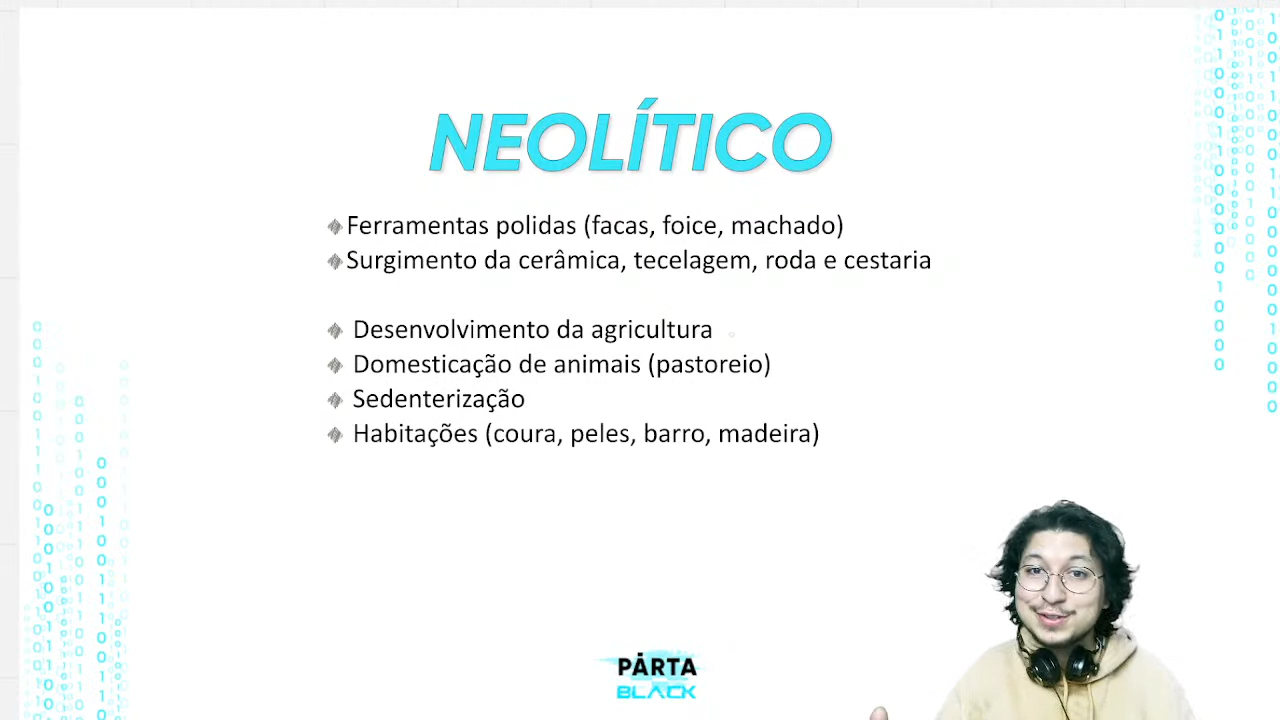 NEOLÍTICO
Ferramentas polidas (facas, foice, machado)
Surgimento da cerâmica, tecelagem, roda e cestaria
Desenvolvimento da agricultura
Domesticação de animais (pastoreio)
Sedenterização
Habitações (coura, peles, barro, madeira)
PÅRTA
BLACK